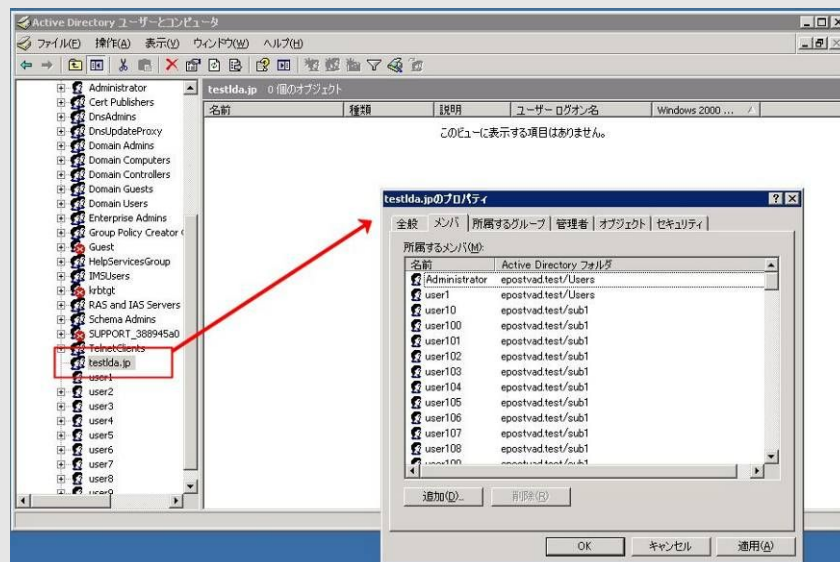 Active Directory ユーザーとコンピュータ
ファイル(F) 操作(A) 表示(V) ウィンドウ(W) ヘルプ(H)
Administrator
Cert Publishers
DnsAdmins
DnsUpdateProxy
Domain Admins
Domain Computers
Domain Controllers
Domain Guests
Domain Users
Enterprise Admins
Group Policy Creator
Guest
HelpServicesGroup
IMSUsers
krbtgt
RAS and IAS Servers
Schema Admins
SUPPORT_388945a0
TelnetClients
testlda.jp
user1
user2
user3
user4
user5
user6
user7
user8
user9
testlda.jp 0 個のオブジェクト
名前 種類 説明 ユーザー ログオン名 Windows 2000 ...
このビューに表示する項目はありません。
testlda.jpのプロパティ
全般 メンバ 所属するグループ 管理者 オブジェクト セキュリティ
所属するメンバ(M):
名前 Active Directory フォルダ
Administrator epostvad.test/Users
user1 epostvad.test/Users
user10 epostvad.test/sub1
user100 epostvad.test/sub1
user101 epostvad.test/sub1
user102 epostvad.test/sub1
user103 epostvad.test/sub1
user104 epostvad.test/sub1
user105 epostvad.test/sub1
user106 epostvad.test/sub1
user107 epostvad.test/sub1
user108 epostvad.test/sub1
user109 epostvad.test/sub1
追加(D)... 削除(R)
OK キャンセル 適用(A)